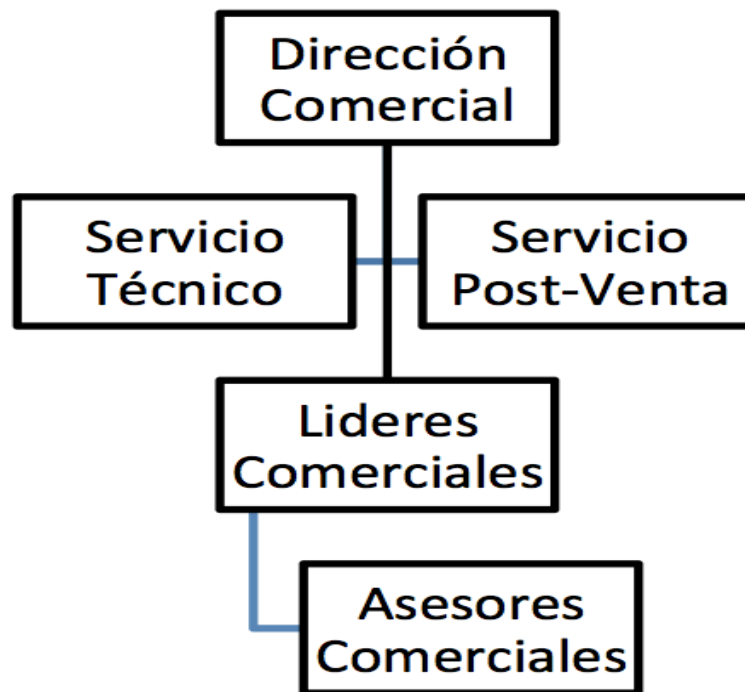 Dirección
Comercial
Servicio
Técnico
Servicio
Post-Venta
Lideres
Comerciales
Asesores
Comerciales